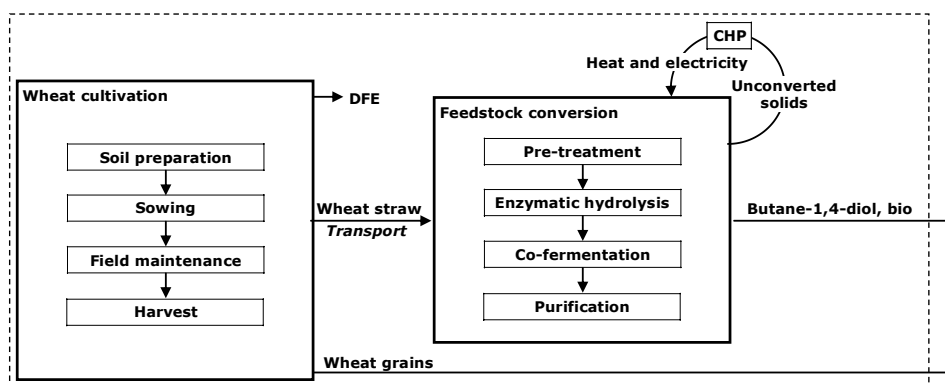 CHP
Heat and electricity
Unconverted
solids
Wheat cultivation
DFE
Soil preparation
Sowing
Field maintenance
Harvest
Wheat straw
Transport
Feedstock conversion
Pre-treatment
Enzymatic hydrolysis
Co-fermentation
Purification
Butane-1,4-diol, bio
Wheat grains